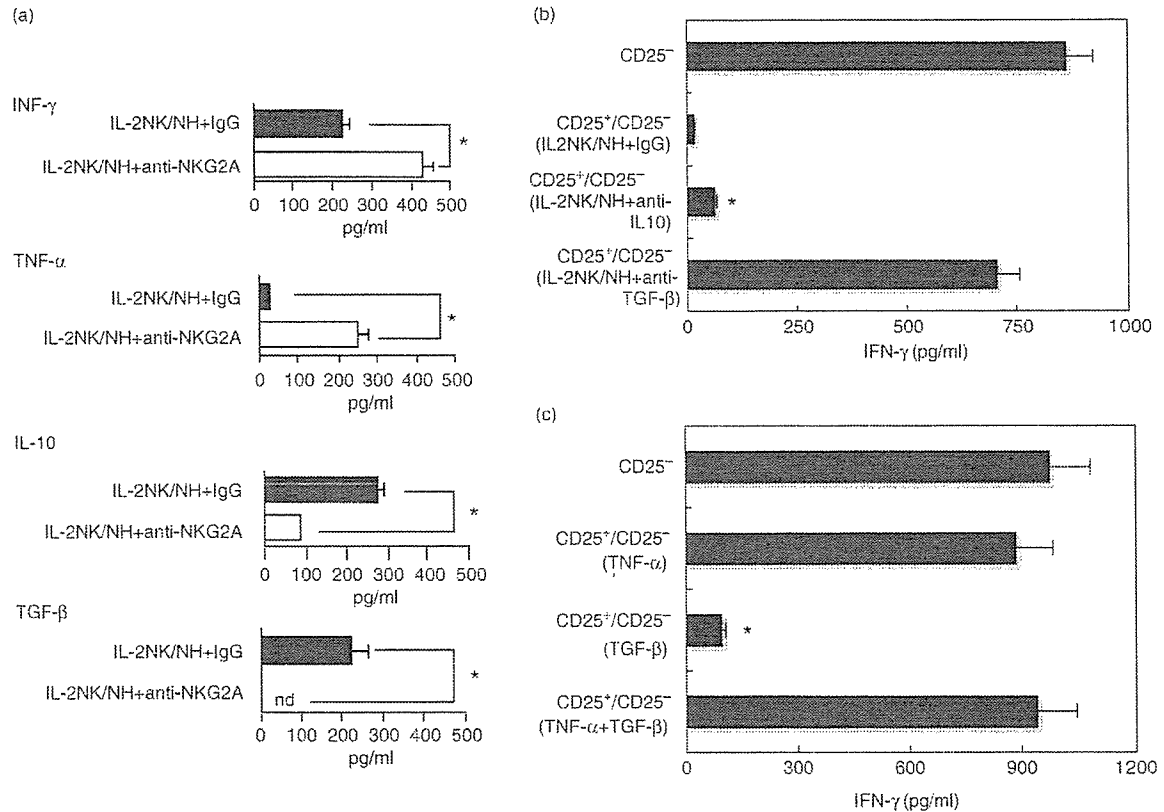 (a)
INF-γ
IL-2NK/NH+IgG
IL-2NK/NH+anti-NKG2A
*
0 100 200 300 400 500
pg/ml
TNF-α
IL-2NK/NH+IgG
IL-2NK/NH+anti-NKG2A
*
0 100 200 300 400 500
pg/ml
IL-10
IL-2NK/NH+IgG
IL-2NK/NH+anti-NKG2A
*
0 100 200 300 400 500
pg/ml
TGF-β
IL-2NK/NH+IgG
IL-2NK/NH+anti-NKG2A
nd
*
0 100 200 300 400 500
pg/ml
(b)
CD25⁻
CD25⁺/CD25⁻
(IL2NK/NH+IgG)
CD25⁺/CD25⁻
(IL-2NK/NH+anti-
IL10)
*
CD25⁺/CD25⁻
(IL-2NK/NH+anti-
TGF-β)
0 250 500 750 1000
IFN-γ (pg/ml)
(c)
CD25⁻
CD25⁺/CD25⁻
(TNF-α)
CD25⁺/CD25⁻
(TGF-β)
*
CD25⁺/CD25⁻
(TNF-α+TGF-β)
0 300 600 900 1200
IFN-γ (pg/ml)